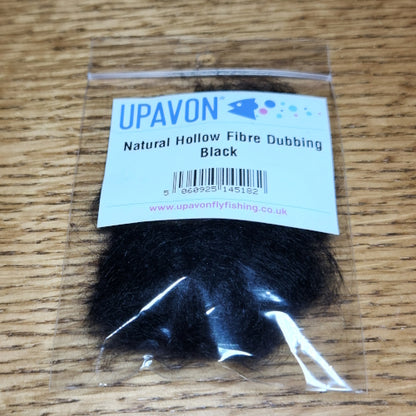 UPAVON
Natural Hollow Fibre Dubbing
Black
5 060925 145182
www.upavonflyfishing.co.uk